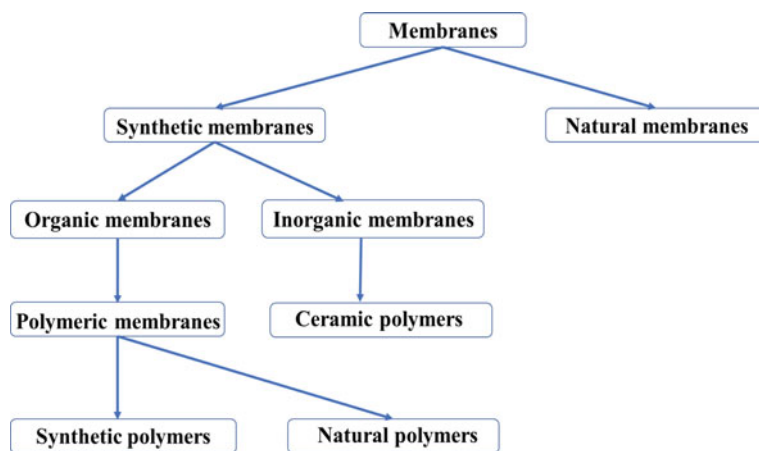 Membranes
Synthetic membranes
Natural membranes
Organic membranes
Inorganic membranes
Polymeric membranes
Ceramic polymers
Synthetic polymers
Natural polymers